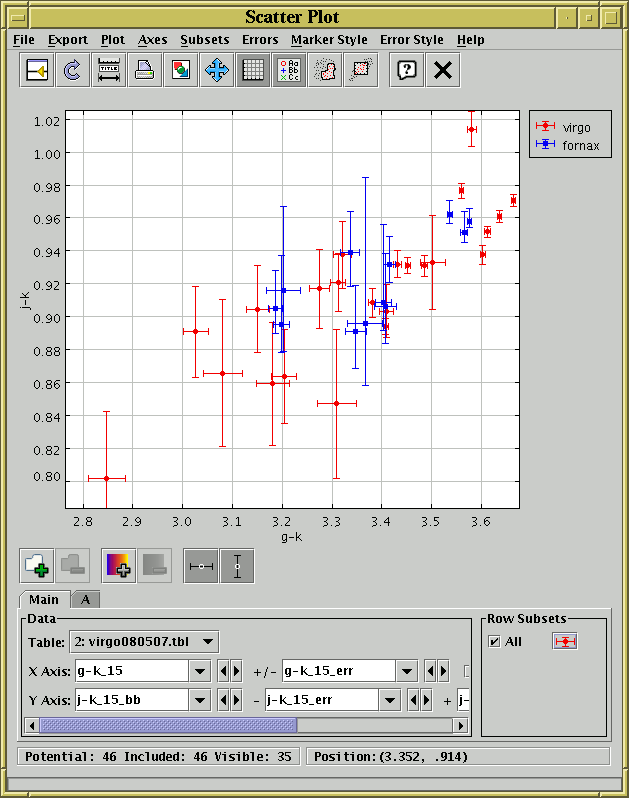 Scatter Plot
File Export Plot Axes Subsets Errors Marker Style Error Style Help
TITLE Aa Bb Cc ?
virgo
fornax
1.02
1.00
0.98
0.96
0.94
0.92
0.90
0.88
0.86
0.84
0.82
0.80
j-k
2.8 2.9 3.0 3.1 3.2 3.3 3.4 3.5 3.6
g-k
Main A
Data
Row Subsets
Table: 2: virgo080507.tbl
All
X Axis: g-k_15 +/- g-k_15_err
Y Axis: j-k_15_bb - j-k_15_err + j-
Potential: 46 Included: 46 Visible: 35 Position:(3.352, .914)